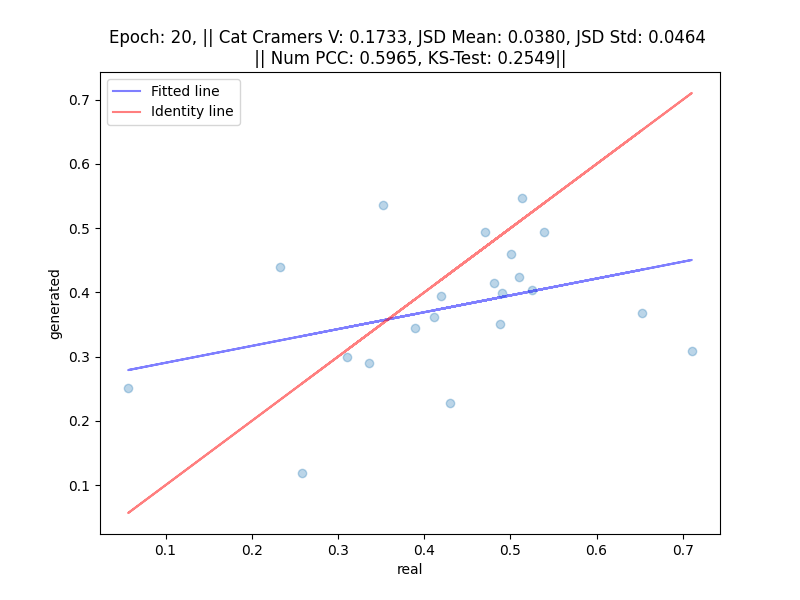 Epoch: 20, || Cat Cramers V: 0.1733, JSD Mean: 0.0380, JSD Std: 0.0464
|| Num PCC: 0.5965, KS-Test: 0.2549||
Fitted line
Identity line
0.7
0.6
0.5
0.4
0.3
0.2
0.1
generated
0.1 0.2 0.3 0.4 0.5 0.6 0.7
real